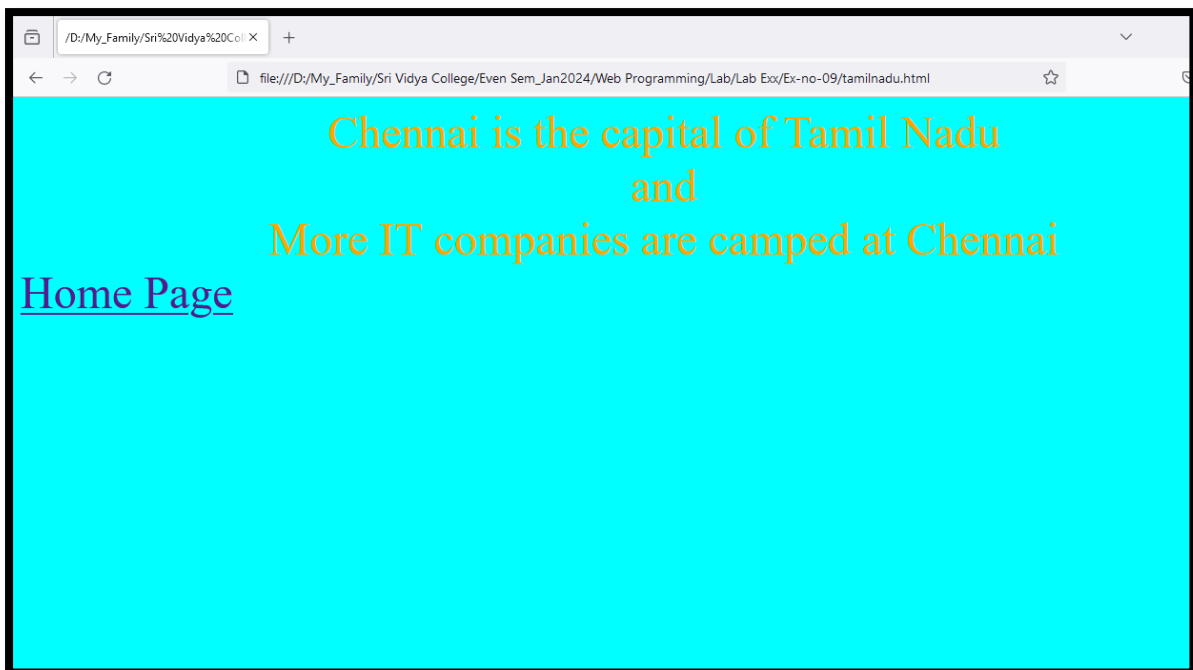 /D:/My_Family/Sri%20Vidya%20Coll
file:///D:/My_Family/Sri Vidya College/Even Sem_Jan2024/Web Programming/Lab/Lab Exx/Ex-no-09/tamilnadu.html
Chennai is the capital of Tamil Nadu
and
More IT companies are camped at Chennai
Home Page